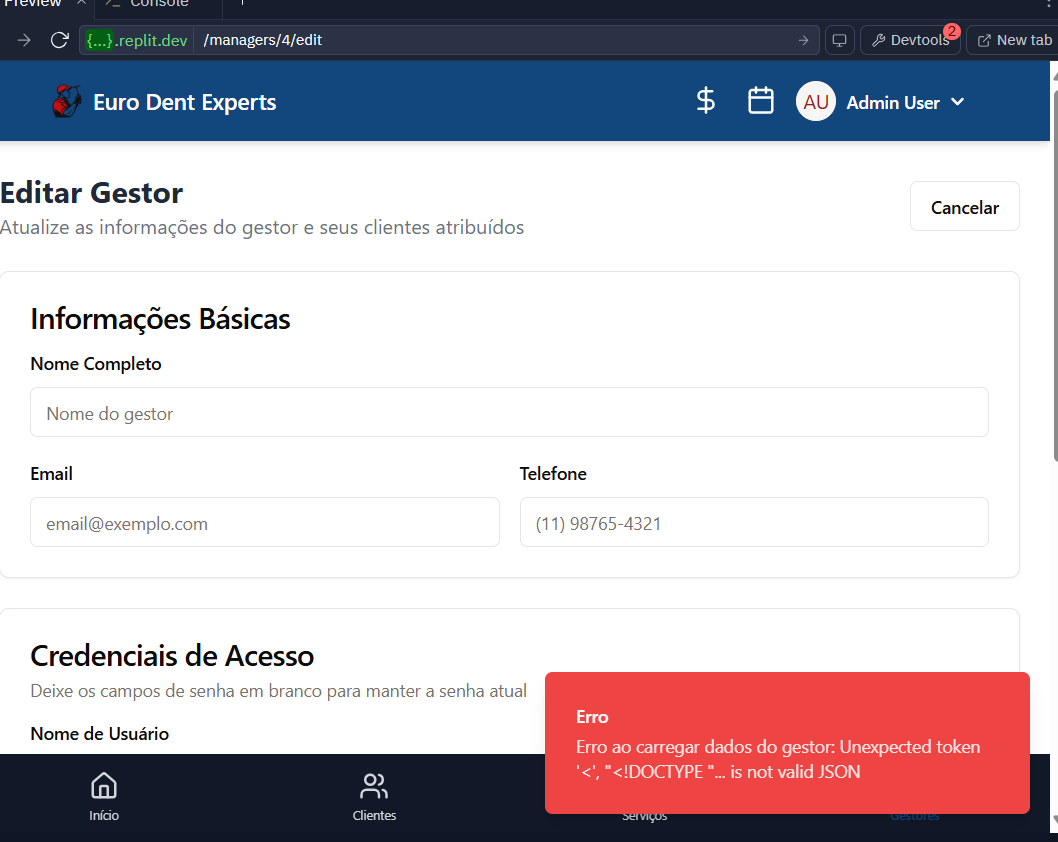 Preview
Console
{...}.replit.dev /managers/4/edit
Devtools 2
New tab
Euro Dent Experts
AU
Admin User
Editar Gestor
Atualize as informações do gestor e seus clientes atribuídos
Cancelar
Informações Básicas
Nome Completo
Nome do gestor
Email
Telefone
email@exemplo.com
(11) 98765-4321
Credenciais de Acesso
Deixe os campos de senha em branco para manter a senha atual
Nome de Usuário
Erro
Erro ao carregar dados do gestor: Unexpected token
'<', "<!DOCTYPE "... is not valid JSON
Início
Clientes
Serviços
Gestores